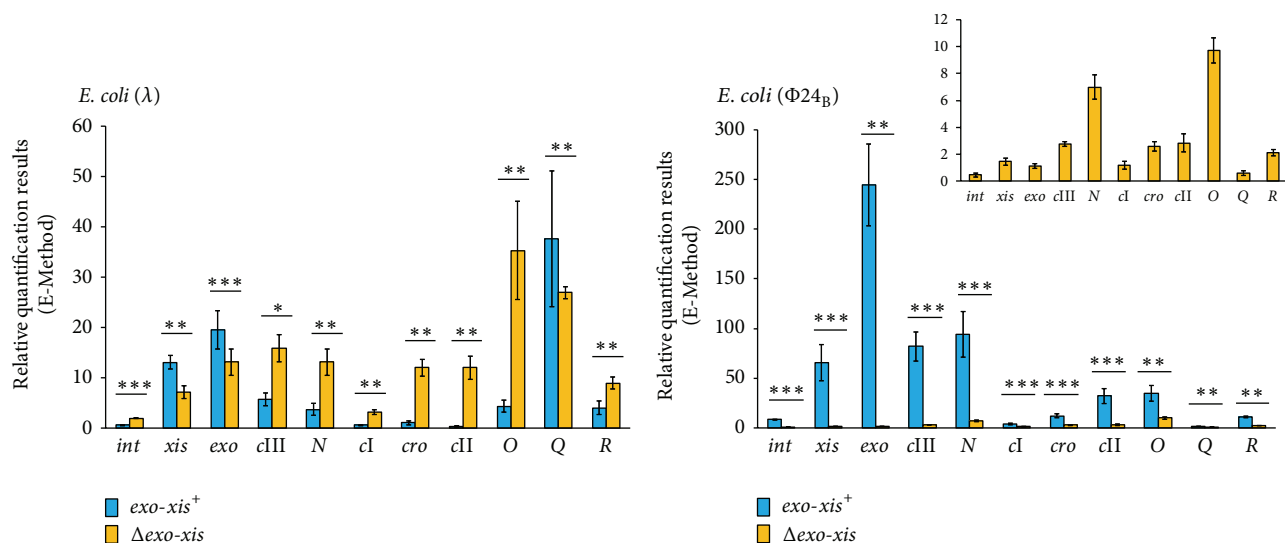 E. coli (λ)
Relative quantification results
(E-Method)
60
50
40
30
20
10
0
*** ** *** * ** ** ** ** ** ** **
int xis exo cIII N cI cro cII O Q R
exo-xis⁺
Δexo-xis
E. coli (Φ24B)
Relative quantification results
(E-Method)
300
250
200
150
100
50
0
*** *** ** *** *** *** *** *** ** ** **
int xis exo cIII N cI cro cII O Q R
exo-xis⁺
Δexo-xis
12
10
8
6
4
2
0
int xis exo cIII N cI cro cII O Q R